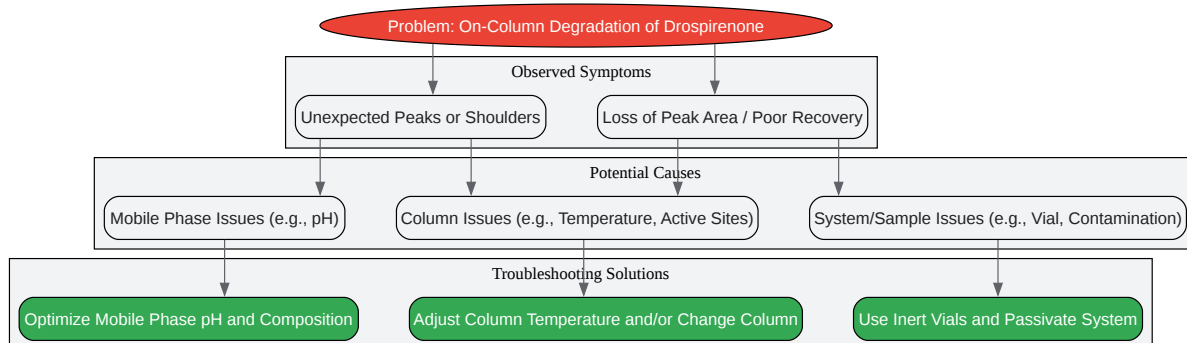 Problem: On-Column Degradation of Drospirenone
Observed Symptoms
Unexpected Peaks or Shoulders
Loss of Peak Area / Poor Recovery
Potential Causes
Mobile Phase Issues (e.g., pH)
Column Issues (e.g., Temperature, Active Sites)
System/Sample Issues (e.g., Vial, Contamination)
Troubleshooting Solutions
Optimize Mobile Phase pH and Composition
Adjust Column Temperature and/or Change Column
Use Inert Vials and Passivate System